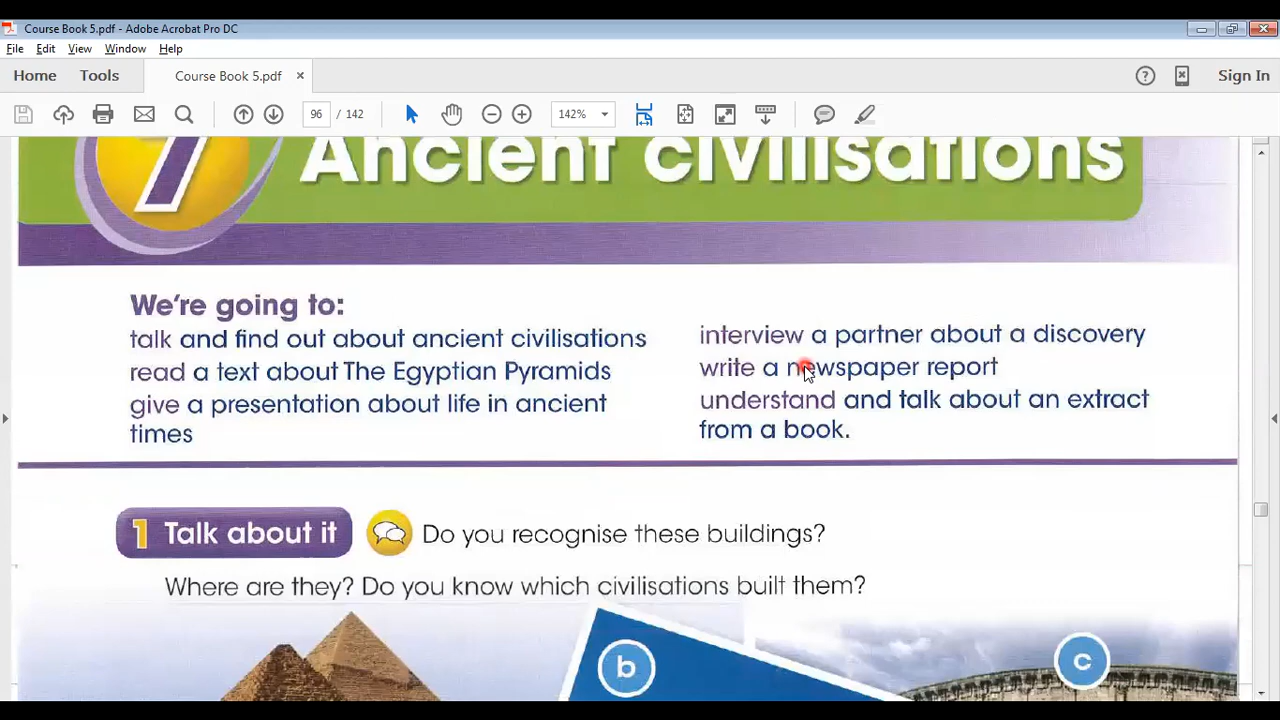 Course Book 5.pdf - Adobe Acrobat Pro DC
File Edit View Window Help
Home Tools Course Book 5.pdf × Sign In
96 / 142 142%
7 Ancient civilisations
We're going to:
talk and find out about ancient civilisations
read a text about The Egyptian Pyramids
give a presentation about life in ancient
times
interview a partner about a discovery
write a newspaper report
understand and talk about an extract
from a book.
1 Talk about it Do you recognise these buildings?
Where are they? Do you know which civilisations built them?
b
c